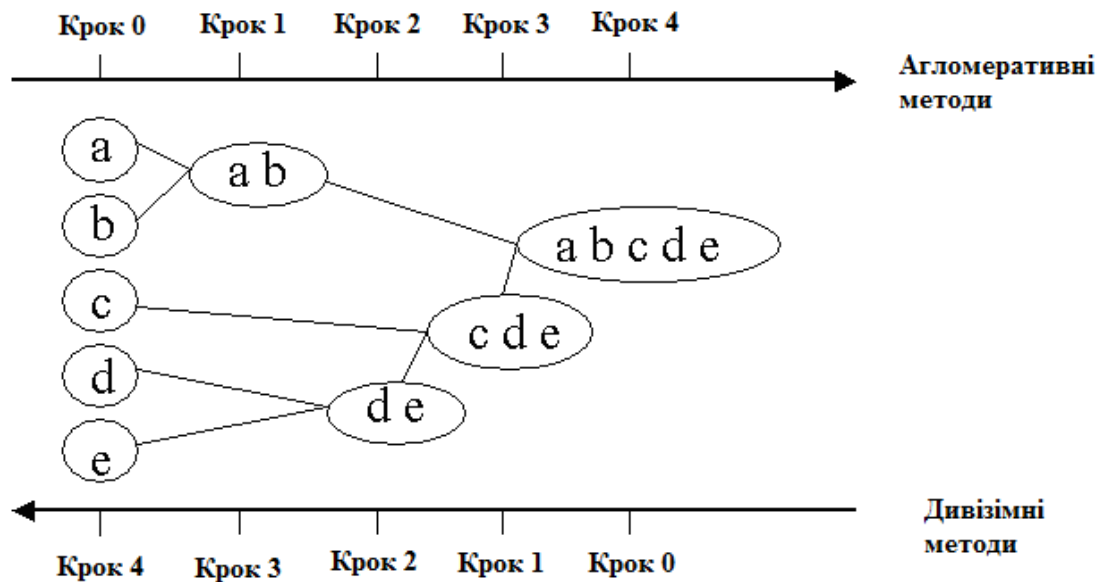 Крок 0 Крок 1 Крок 2 Крок 3 Крок 4
Агломеративні
методи
a
a b
b
a b c d e
c
c d e
d
d e
e
Дивізімні
методи
Крок 4 Крок 3 Крок 2 Крок 1 Крок 0